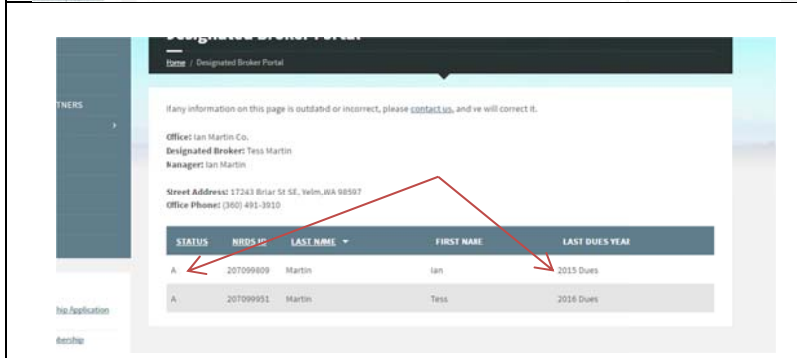 Designated Broker Portal
Home / Designated Broker Portal
TNERS
If any information on this page is outdated or incorrect, please contact us, and we will correct it.
Office: Ian Martin Co.
Designated Broker: Tess Martin
Manager: Ian Martin
Street Address: 17243 Briar St SE, Yelm,WA 98597
Office Phone: (360) 491-3910
STATUS NRDS ID LAST NAME FIRST NAME LAST DUES YEAR
A 207099809 Martin Ian 2015 Dues
A 207099951 Martin Tess 2016 Dues
hip Application
bership